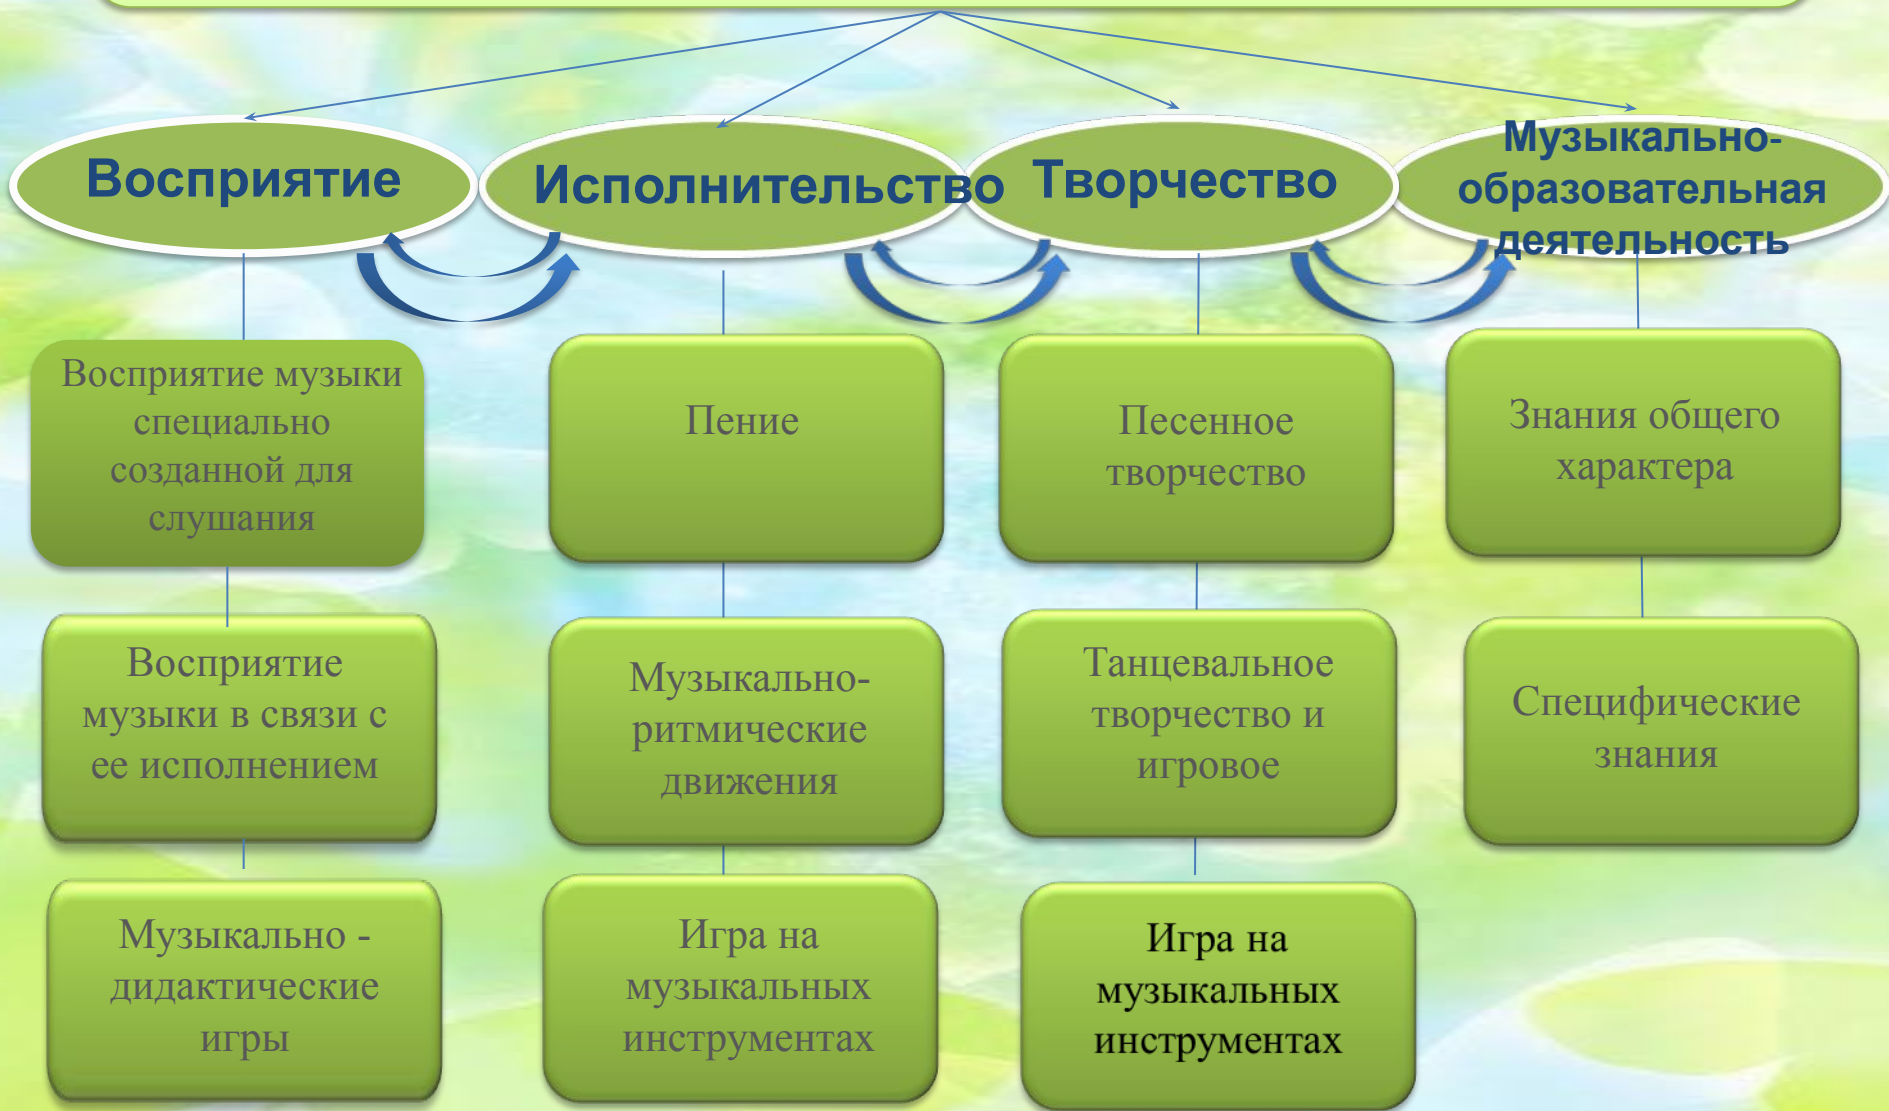 Восприятие
Исполнительство
Творчество
Музыкально-
образовательная
деятельность
Восприятие музыки
специально
созданной для
слушания
Пение
Песенное
творчество
Знания общего
характера
Восприятие
музыки в связи с
ее исполнением
Музыкально-
ритмические
движения
Танцевальное
творчество и
игровое
Специфические
знания
Музыкально -
дидактические
игры
Игра на
музыкальных
инструментах
Игра на
музыкальных
инструментах